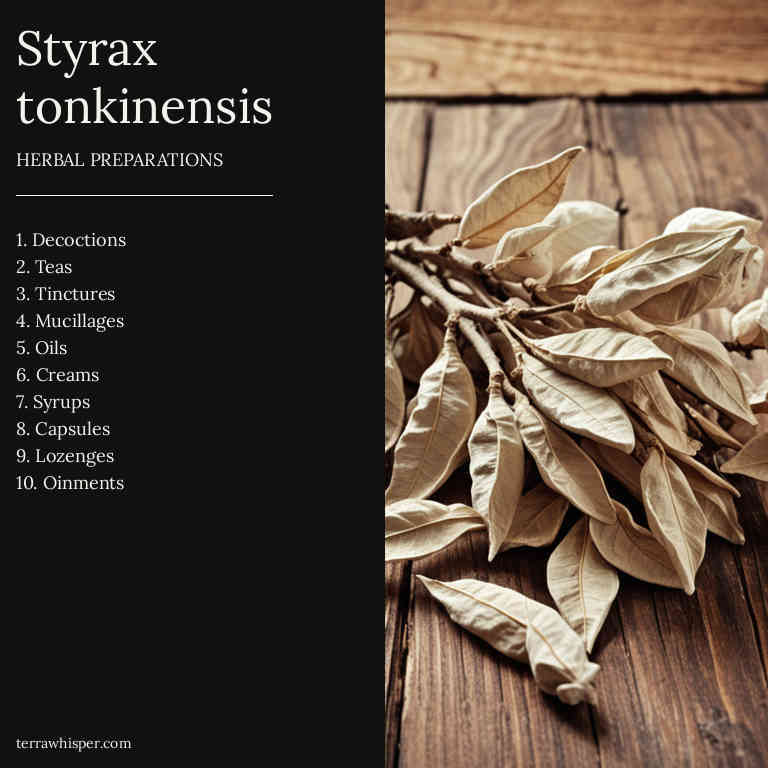 Styrax
tonkinensis
HERBAL PREPARATIONS
1. Decoctions
2. Teas
3. Tinctures
4. Mucillages
5. Oils
6. Creams
7. Syrups
8. Capsules
9. Lozenges
10. Oinments
terrawhisper.com